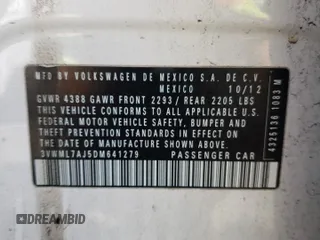 MFD. BY VOLKSWAGEN DE MEXICO S.A. DE C.V.
MEXICO 10/12
GVWR 4388 GAWR FRONT 2293 / REAR 2205 LBS
THIS VEHICLE CONFORMS TO ALL APPLICABLE
FEDERAL MOTOR VEHICLE SAFETY, BUMPER AND
THEFT PREVENTION STANDARDS IN EFFECT ON
THE DATE OF MANUFACTURE SHOWN ABOVE.
3VWML7AJ5DM641279 PASSENGER CAR
4325136 1083 M
DREAMBID